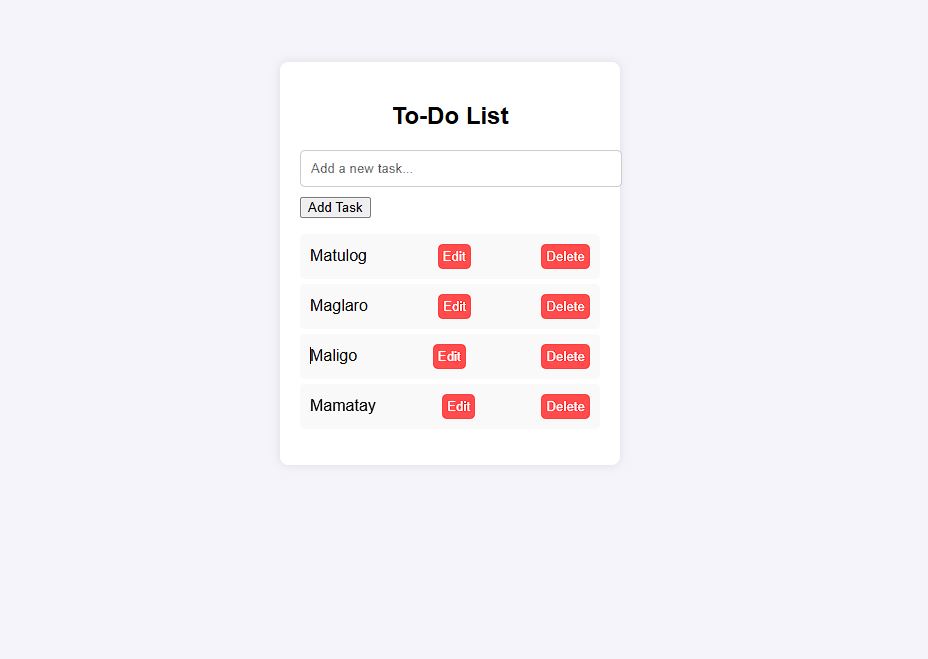 To-Do List
Add a new task...
Add Task
Matulog Edit Delete
Maglaro Edit Delete
Maligo Edit Delete
Mamatay Edit Delete